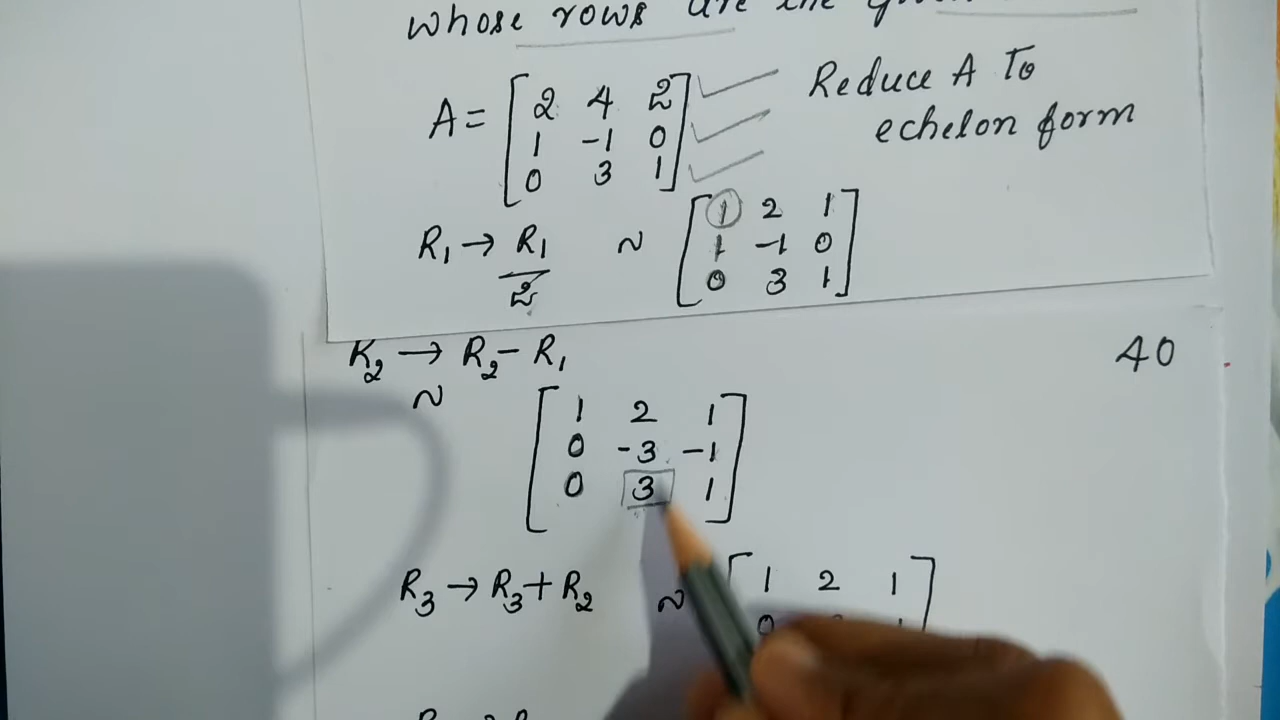 whose rows are the
A = [ 2 4 2
1 -1 0
0 3 1 ]
Reduce A To
echelon form
R₁ → R₁/2 ~ [ 1 2 1
1 -1 0
0 3 1 ]
R₂ → R₂ - R₁
40
~ [ 1 2 1
0 -3 -1
0 3 1 ]
R₃ → R₃ + R₂ ~ [ 1 2 1
0